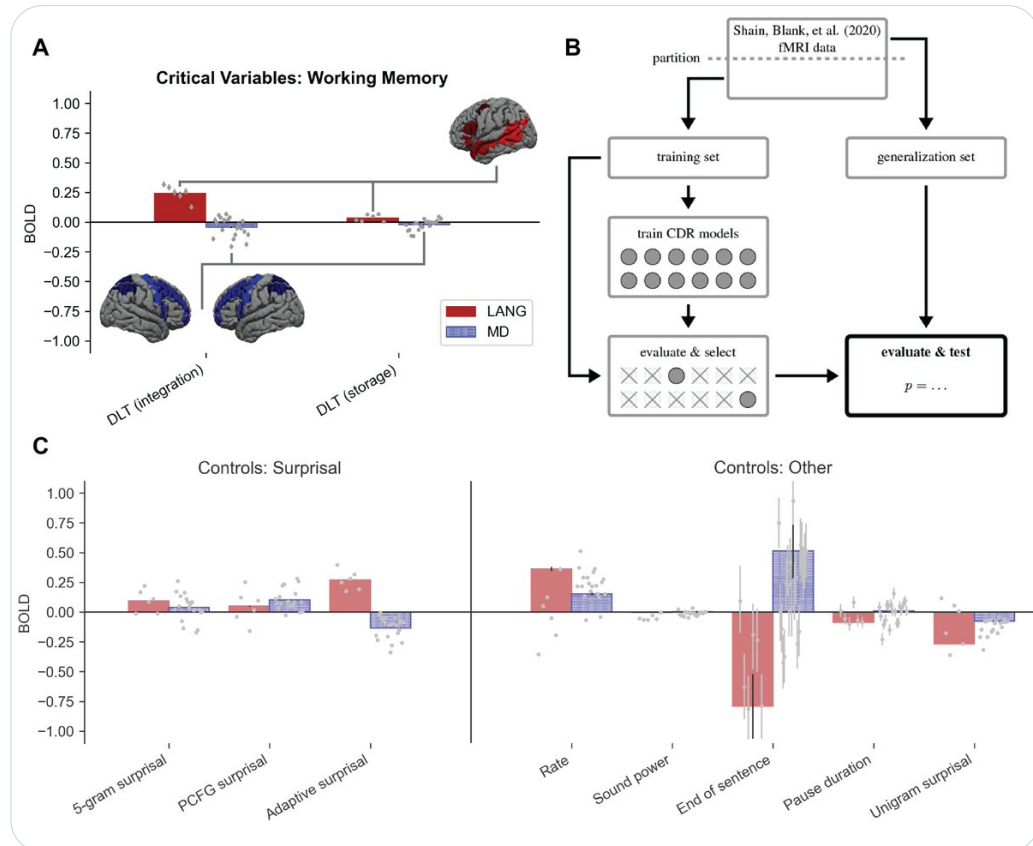 A
Critical Variables: Working Memory
1.00
0.75
0.50
0.25
0.00
−0.25
−0.50
−0.75
−1.00
BOLD
LANG
MD
DLT (integration)
DLT (storage)
B
Shain, Blank, et al. (2020)
fMRI data
partition
training set
generalization set
train CDR models
evaluate & select
evaluate & test
p = ...
C
Controls: Surprisal
Controls: Other
1.00
0.75
0.50
0.25
0.00
−0.25
−0.50
−0.75
−1.00
BOLD
5-gram surprisal
PCFG surprisal
Adaptive surprisal
Rate
Sound power
End of sentence
Pause duration
Unigram surprisal